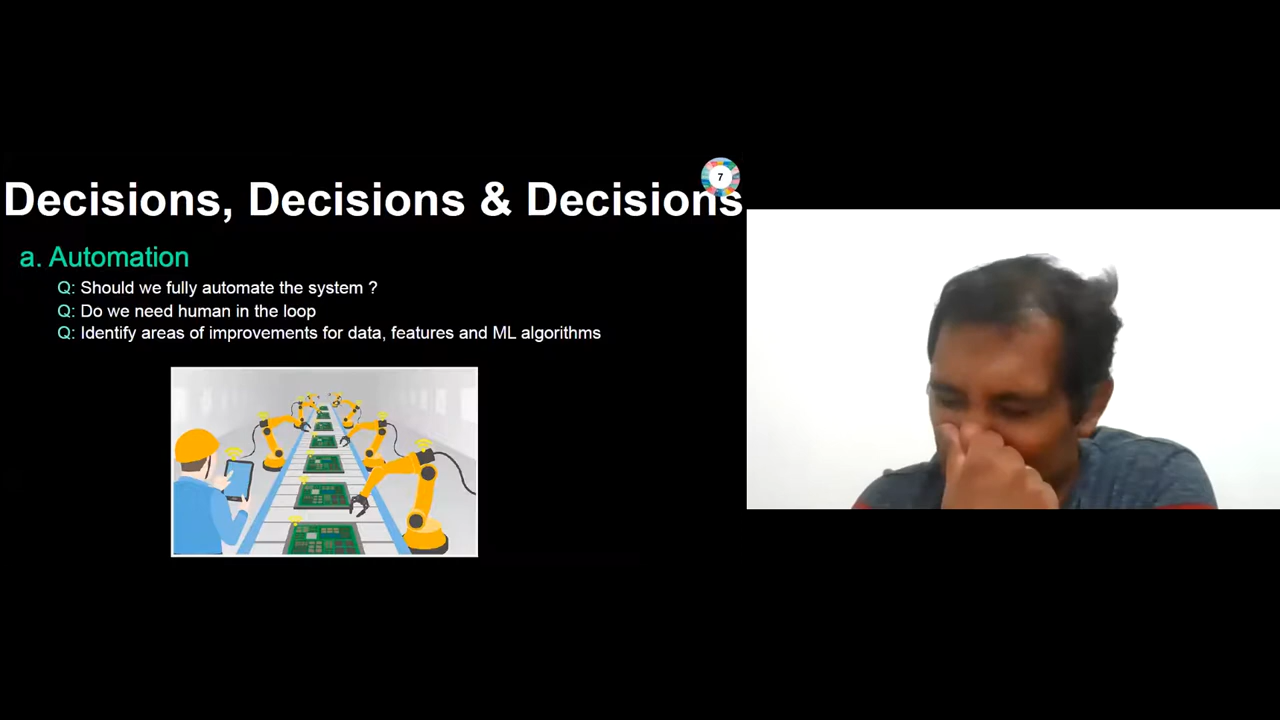 7
Decisions, Decisions & Decisions
a. Automation
Q: Should we fully automate the system ?
Q: Do we need human in the loop
Q: Identify areas of improvements for data, features and ML algorithms